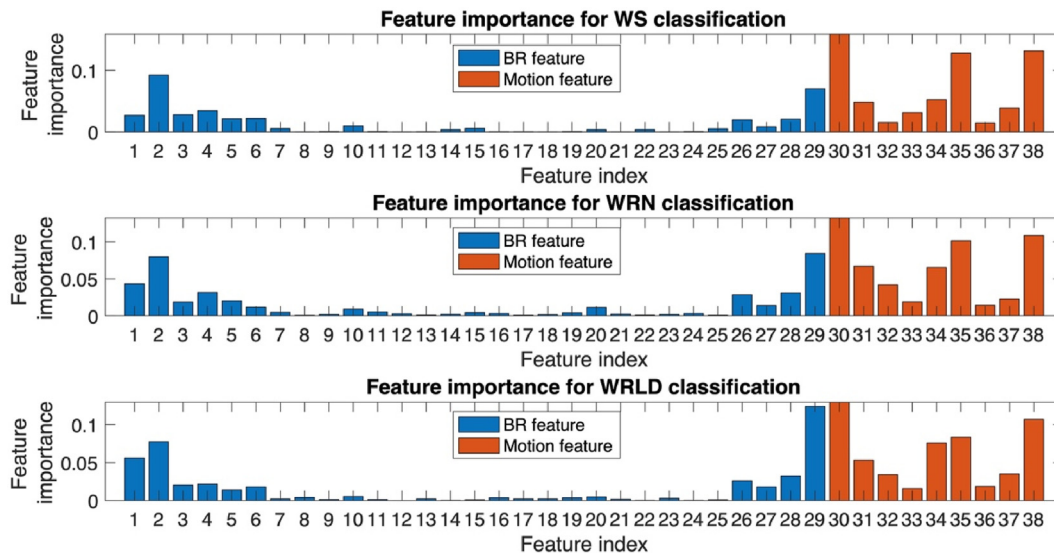 Feature importance for WS classification
Feature
importance
0.1
0
BR feature
Motion feature
1 2 3 4 5 6 7 8 9 10 11 12 13 14 15 16 17 18 19 20 21 22 23 24 25 26 27 28 29 30 31 32 33 34 35 36 37 38
Feature index
Feature importance for WRN classification
Feature
importance
0.1
0.05
0
BR feature
Motion feature
1 2 3 4 5 6 7 8 9 10 11 12 13 14 15 16 17 18 19 20 21 22 23 24 25 26 27 28 29 30 31 32 33 34 35 36 37 38
Feature index
Feature importance for WRLD classification
Feature
importance
0.1
0.05
0
BR feature
Motion feature
1 2 3 4 5 6 7 8 9 10 11 12 13 14 15 16 17 18 19 20 21 22 23 24 25 26 27 28 29 30 31 32 33 34 35 36 37 38
Feature index